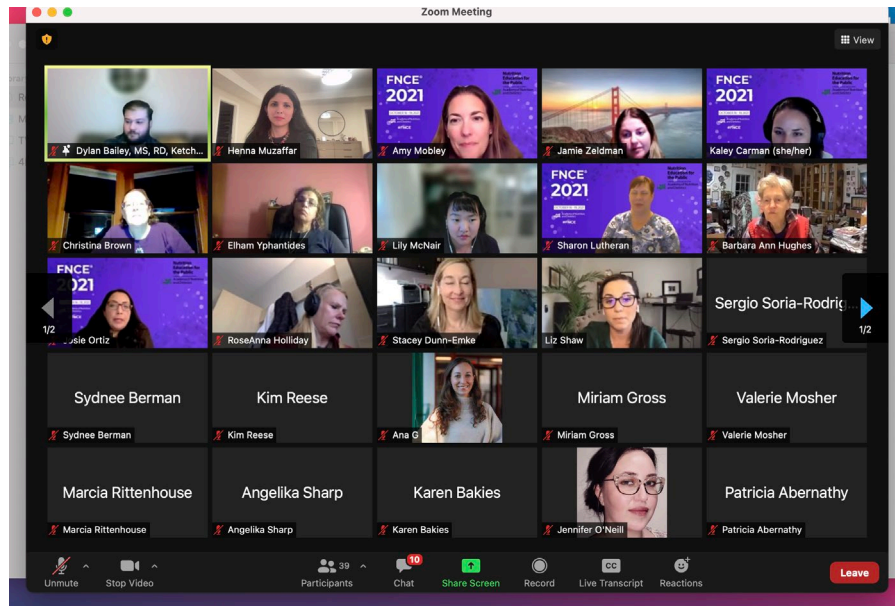 Zoom Meeting
View
Dylan Bailey, MS, RD, Ketch...
Henna Muzaffar
FNCE®
2021
Amy Mobley
Jamie Zeldman
FNCE®
2021
Kaley Carman (she/her)
Christina Brown
Elham Yphantides
Lily McNair
FNCE®
2021
Sharon Lutheran
Barbara Ann Hughes
FNCE®
2021
1/2
Josie Ortiz
RoseAnna Holliday
Stacey Dunn-Emke
Liz Shaw
Sergio Soria-Rodrig...
Sergio Soria-Rodriguez
1/2
Sydnee Berman
Sydnee Berman
Kim Reese
Kim Reese
Ana G
Miriam Gross
Miriam Gross
Valerie Mosher
Valerie Mosher
Marcia Rittenhouse
Marcia Rittenhouse
Angelika Sharp
Angelika Sharp
Karen Bakies
Karen Bakies
Jennifer O'Neill
Patricia Abernathy
Patricia Abernathy
Unmute
Stop Video
39
Participants
10
Chat
Share Screen
Record
CC
Live Transcript
Reactions
Leave